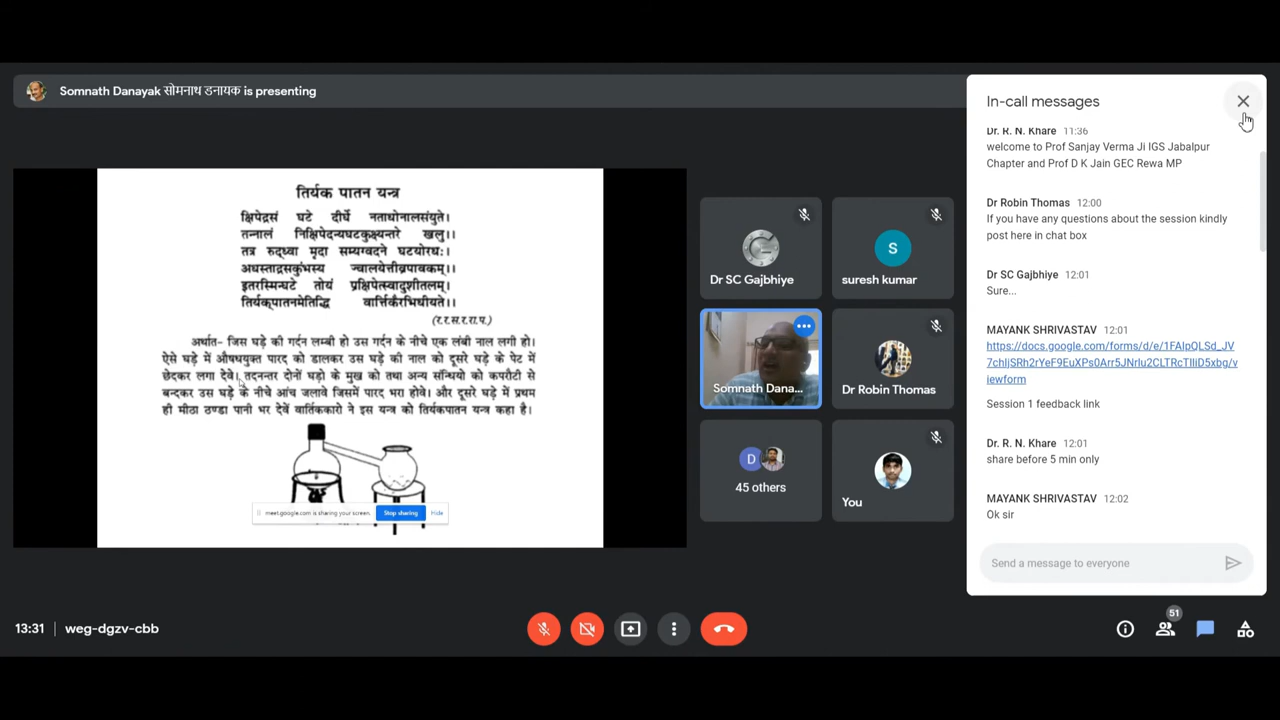 Somnath Danayak सोमनाथ डनायक is presenting
तिर्यक पातन यन्त्र
क्षिपेद्रसं घटे दीर्घे नताधोनालसंयुते।
तन्नालं निक्षिपेदन्यघटकुक्ष्यन्तरे खलु।।
तत्र रुद्ध्वा मृदा सम्यग्वदने घटयोरधः।
अधस्ताद्रसकुंभस्य ज्वालयेत्तीव्रपावकम्।।
इतरस्मिन्घटे तोयं प्रक्षिपेत्स्वादुशीतलम्।
तिर्यक्पातनमेतद्धि वार्त्तिकैरभिधीयते।।
(र.र.स.र.रा.प.)
अर्थात- जिस घड़े की गर्दन लम्बी हो उस गर्दन के नीचे एक लंबी नाल लगी हो।
ऐसे घड़े में औषधयुक्त पारद को डालकर उस घड़े की नाल को दूसरे घड़े के पेट में
छेदकर लगा देवे। तदनन्तर दोनों घड़ो के मुख को तथा अन्य सन्धियो को कपरौटी से
बन्दकर उस घड़े के नीचे आंच जलावे जिसमें पारद भरा होवे। और दूसरे घड़े में प्रथम
ही मीठा ठण्डा पानी भर देवें वार्तिककारो ने इस यन्त्र को तिर्यकपातन यन्त्र कहा है।
meet.google.com is sharing your screen.
Stop sharing
Hide
Dr SC Gajbhiye
S
suresh kumar
Somnath Dana...
Dr Robin Thomas
D
45 others
You
In-call messages
Dr. R. N. Khare 11:36
welcome to Prof Sanjay Verma Ji IGS Jabalpur
Chapter and Prof D K Jain GEC Rewa MP
Dr Robin Thomas 12:00
If you have any questions about the session kindly
post here in chat box
Dr SC Gajbhiye 12:01
Sure...
MAYANK SHRIVASTAV 12:01
https://docs.google.com/forms/d/e/1FAIpQLSd_JV
7chIjSRh2rYeF9EuXPs0Arr5JNrlu2CLTRcTIIiD5xbg/v
iewform
Session 1 feedback link
Dr. R. N. Khare 12:01
share before 5 min only
MAYANK SHRIVASTAV 12:02
Ok sir
Send a message to everyone
13:31 | weg-dgzv-cbb
51